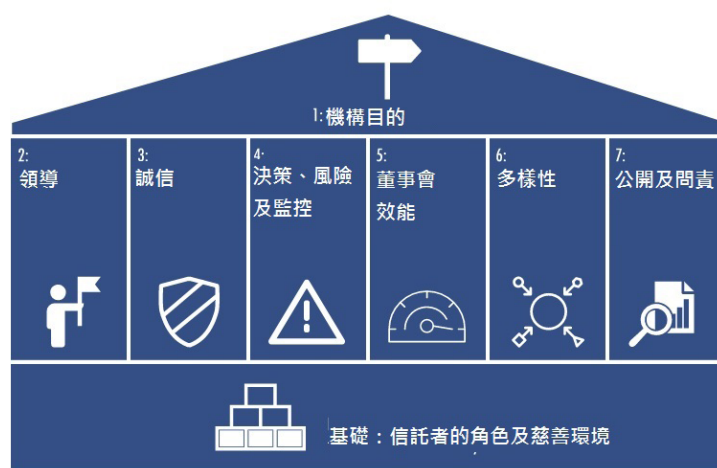 1:機構目的
2:
領導
3:
誠信
4.
決策、風險
及監控
5:
董事會
效能
6:
多樣性
7:
公開及問責
基礎：信託者的角色及慈善環境